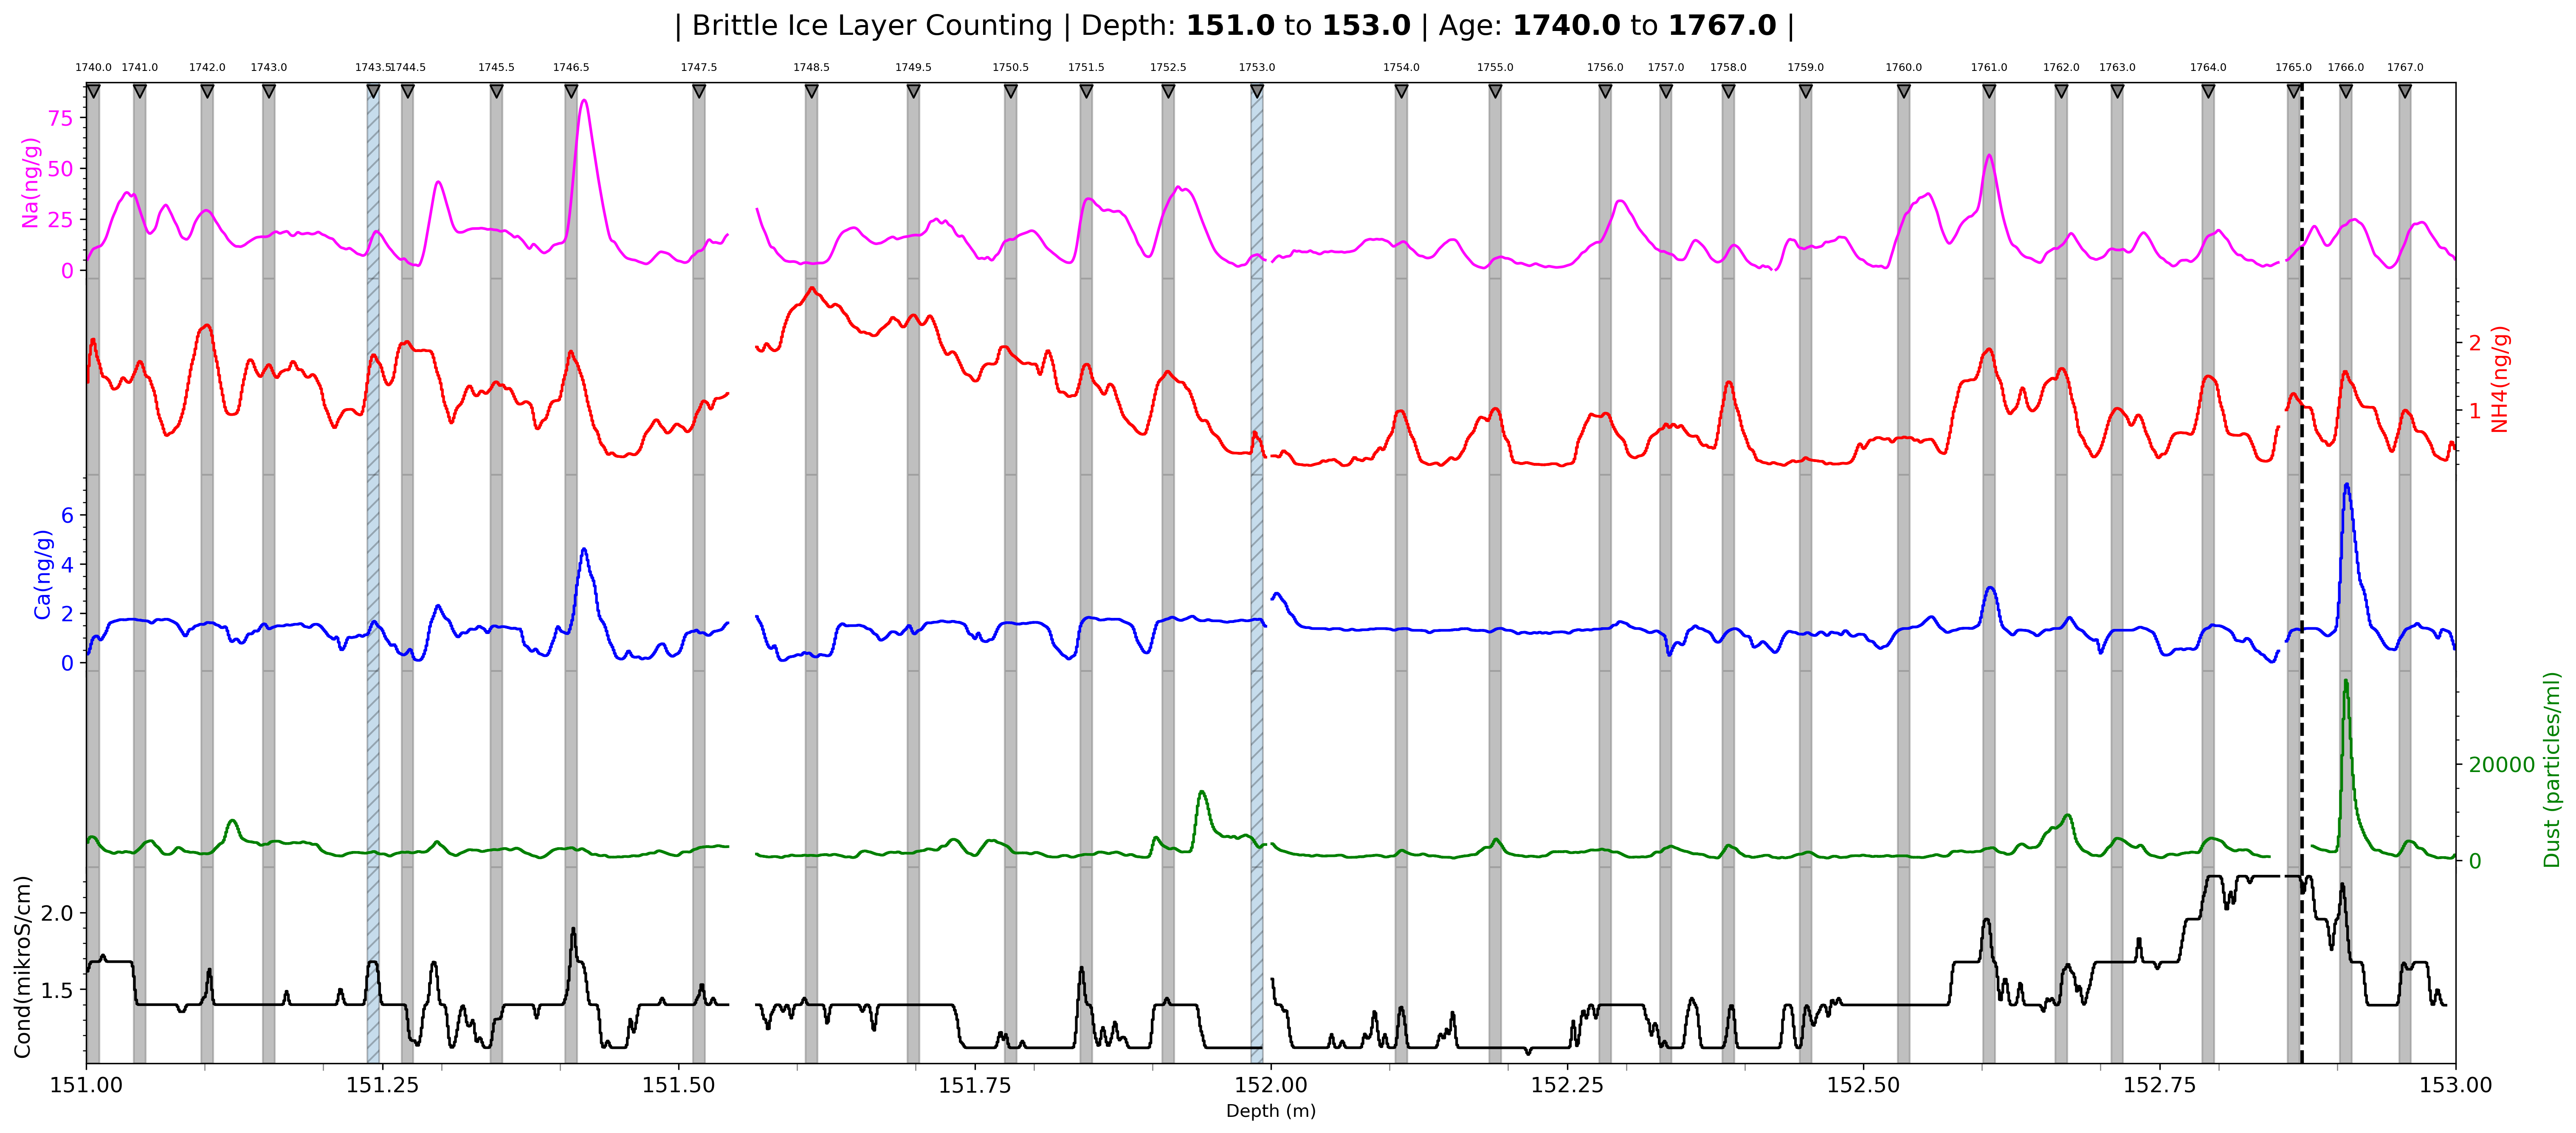 | Brittle Ice Layer Counting | Depth: 151.0 to 153.0 | Age: 1740.0 to 1767.0 |
1740.0 1741.0 1742.0 1743.0 1743.5 1744.5 1745.5 1746.5 1747.5 1748.5 1749.5 1750.5 1751.5 1752.5 1753.0 1754.0 1755.0 1756.0 1757.0 1758.0 1759.0 1760.0 1761.0 1762.0 1763.0 1764.0 1765.0 1766.0 1767.0
Na(ng/g)
75
50
25
0
NH4(ng/g)
2
1
Ca(ng/g)
6
4
2
0
Dust (particles/ml)
20000
0
Cond(mikroS/cm)
2.0
1.5
151.00 151.25 151.50 151.75 152.00 152.25 152.50 152.75 153.00
Depth (m)